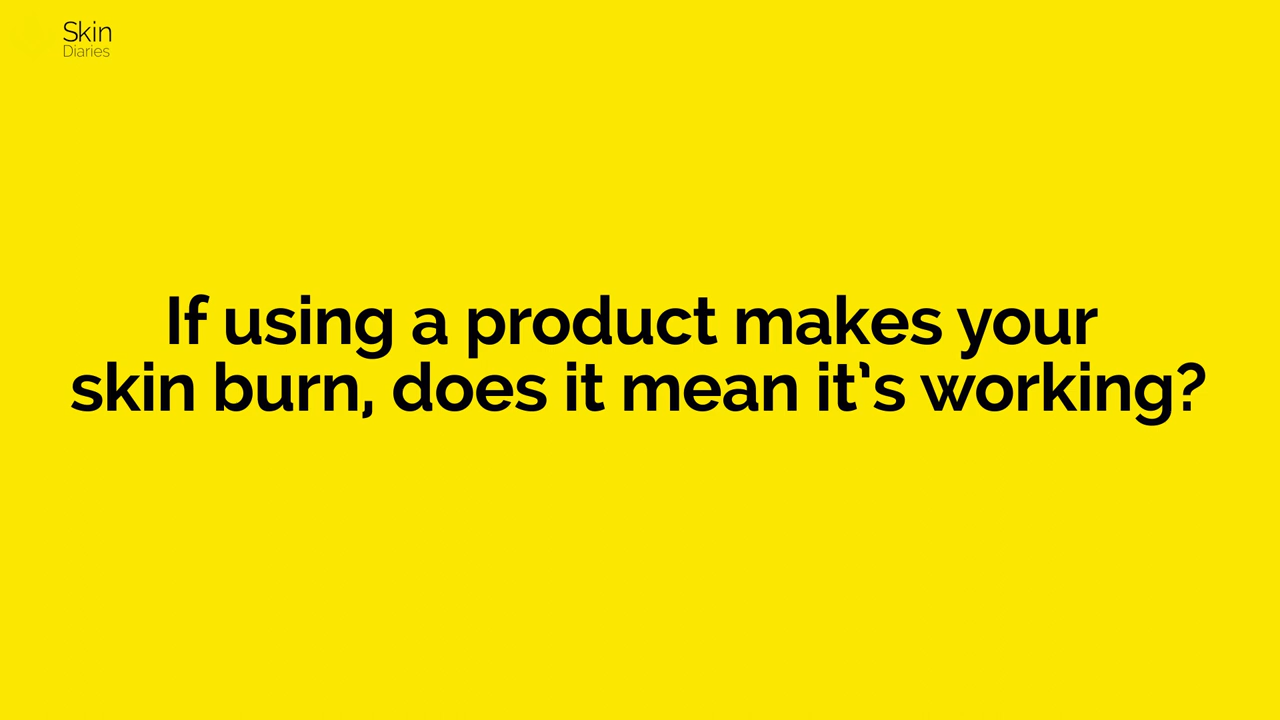 Skin
Diaries
If using a product makes your
skin burn, does it mean it's working?